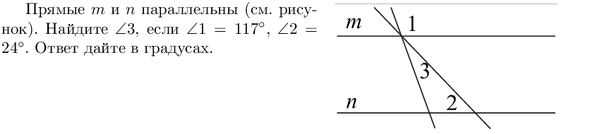 Прямые m и n параллельны (см. рису-
нок). Найдите ∠3, если ∠1 = 117°, ∠2 =
24°. Ответ дайте в градусах.
m
1
3
n
2